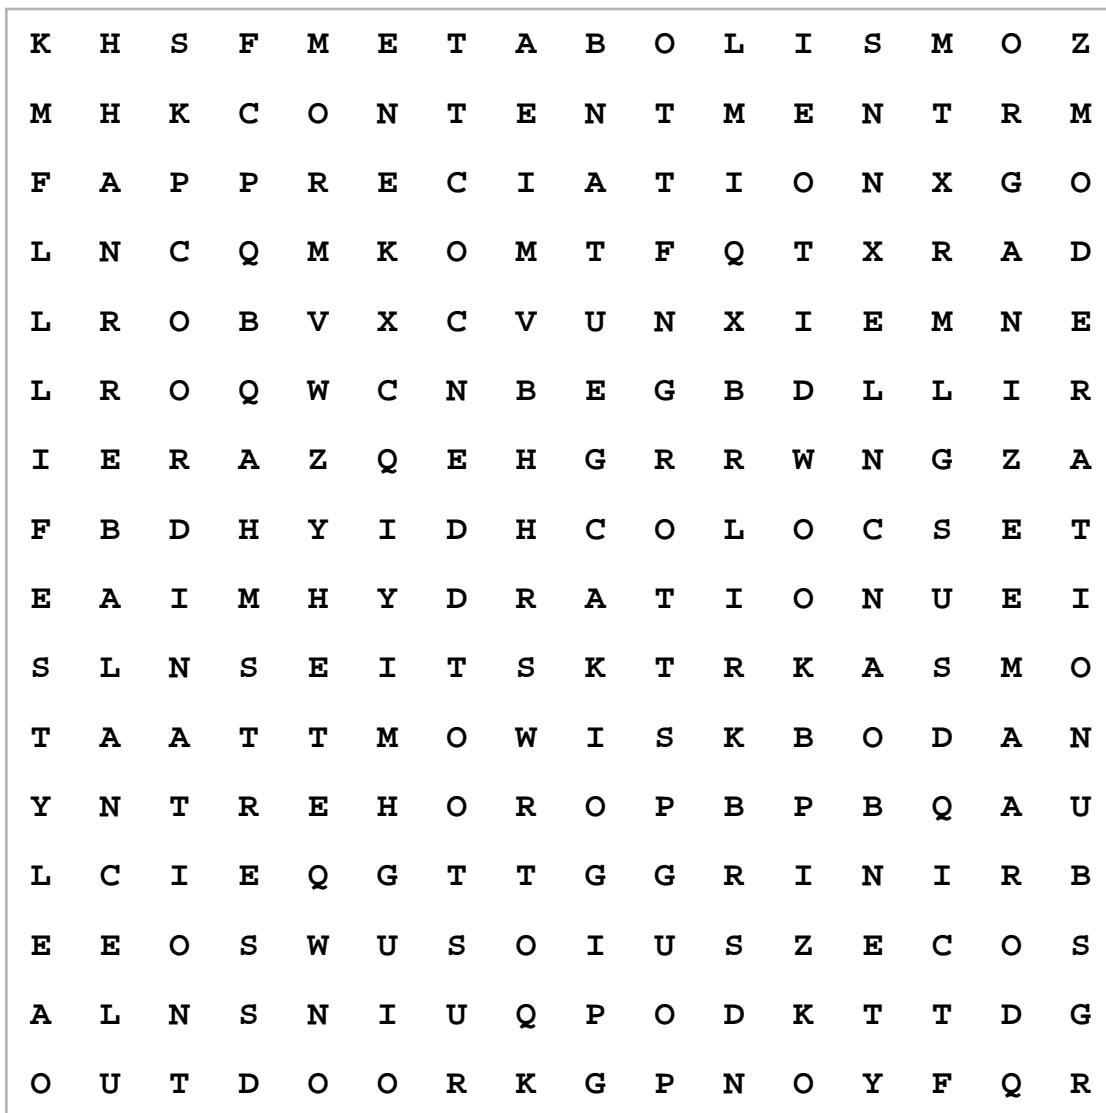 K H S F M E T A B O L I S M O Z
M H K C O N T E N T M E N T R M
F A P P R E C I A T I O N X G O
L N C Q M K O M T F Q T X R A D
L R O B V X C V U N X I E M N E
L R O Q W C N B E G B D L L I R
I E R A Z Q E H G R R W N G Z A
F B D H Y I D H C O L O C S E T
E A I M H Y D R A T I O N U E I
S L N S E I T S K T R K A S M O
T A A T T M O W I S K B O D A N
Y N T R E H O R O P B P B Q A U
L C I E Q G T T G G R I N I R B
E E O S W U S O I U S Z E C O S
A L N S N I U Q P O D K T T D G
O U T D O O R K G P N O Y F Q R